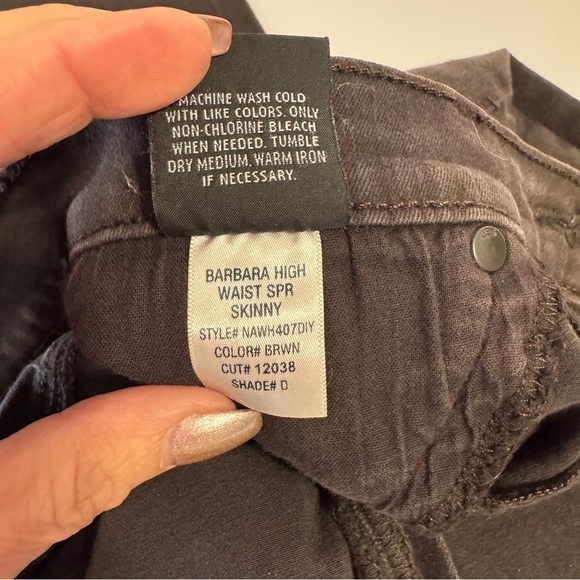 MACHINE WASH COLD
WITH LIKE COLORS. ONLY
NON-CHLORINE BLEACH
WHEN NEEDED. TUMBLE
DRY MEDIUM. WARM IRON
IF NECESSARY.
BARBARA HIGH
WAIST SPR
SKINNY
STYLE# NAWH407DIY
COLOR# BRWN
CUT# 12038
SHADE# D